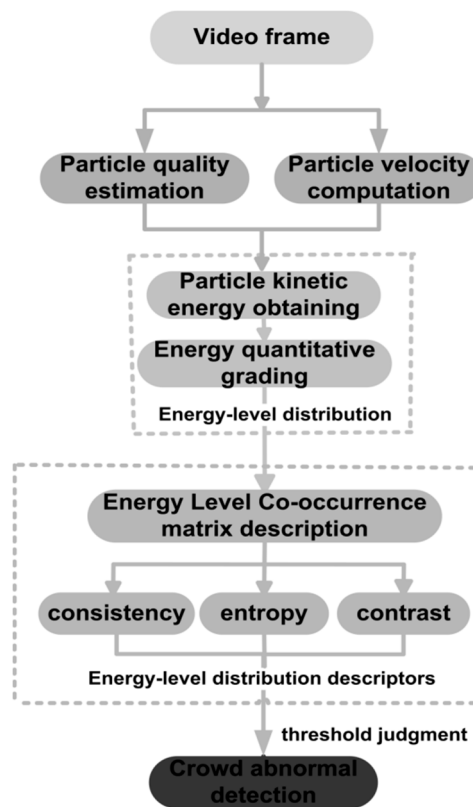 Video frame
Particle quality
estimation
Particle velocity
computation
Particle kinetic
energy obtaining
Energy quantitative
grading
Energy-level distribution
Energy Level Co-occurrence
matrix description
consistency
entropy
contrast
Energy-level distribution descriptors
threshold judgment
Crowd abnormal
detection